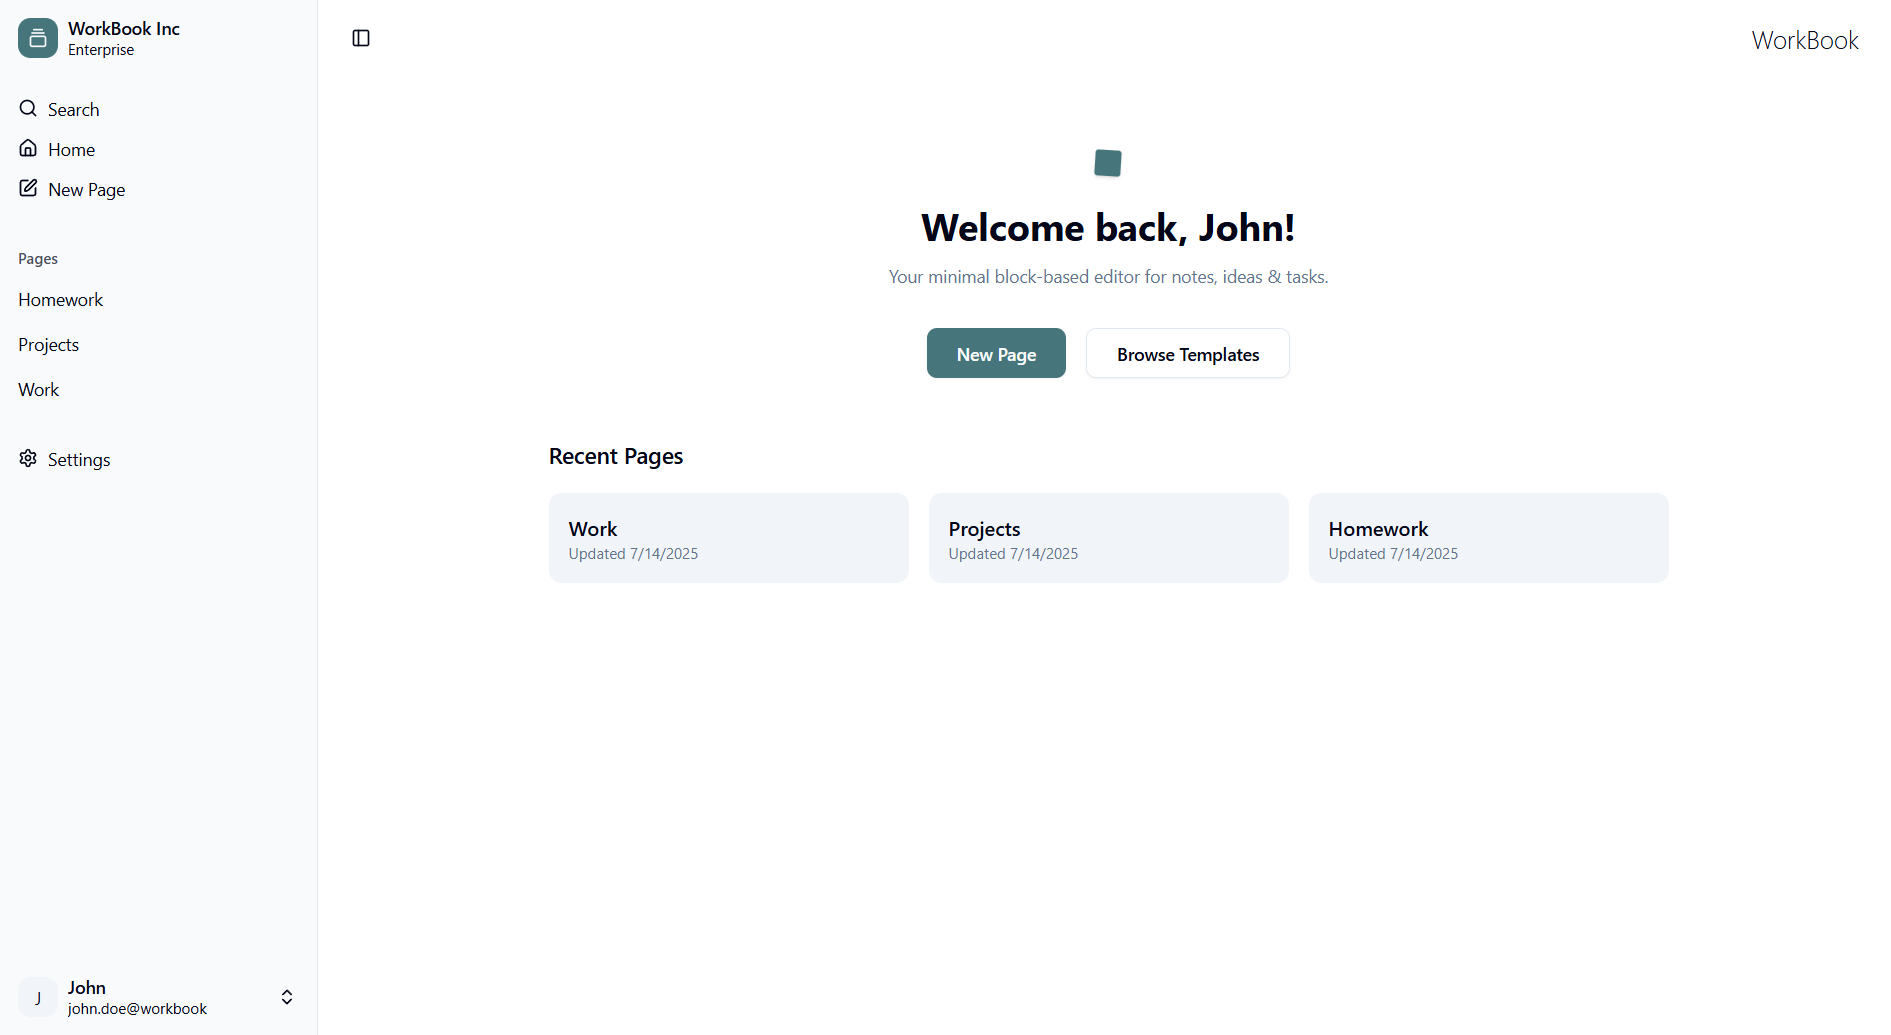 WorkBook Inc
Enterprise
Search
Home
New Page
Pages
Homework
Projects
Work
Settings
J
John
john.doe@workbook
WorkBook
Welcome back, John!
Your minimal block-based editor for notes, ideas & tasks.
New Page
Browse Templates
Recent Pages
Work
Updated 7/14/2025
Projects
Updated 7/14/2025
Homework
Updated 7/14/2025